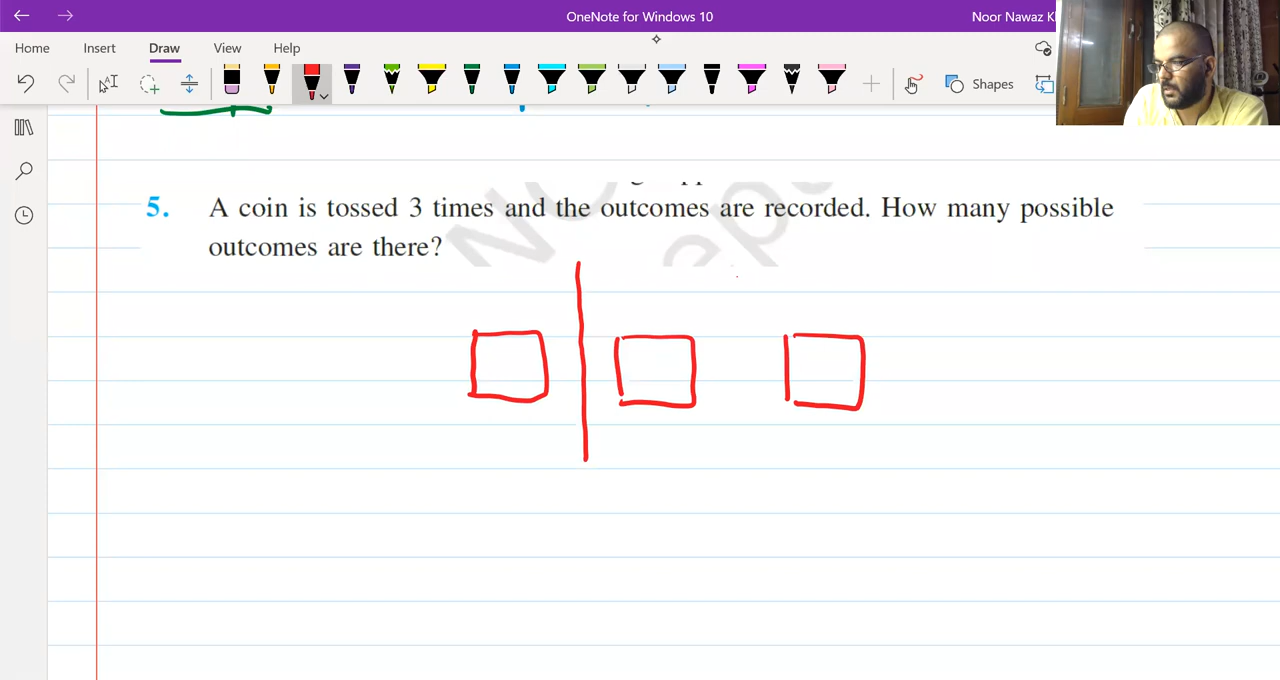 OneNote for Windows 10
Noor Nawaz
Home Insert Draw View Help
Shapes
5. A coin is tossed 3 times and the outcomes are recorded. How many possible
outcomes are there?